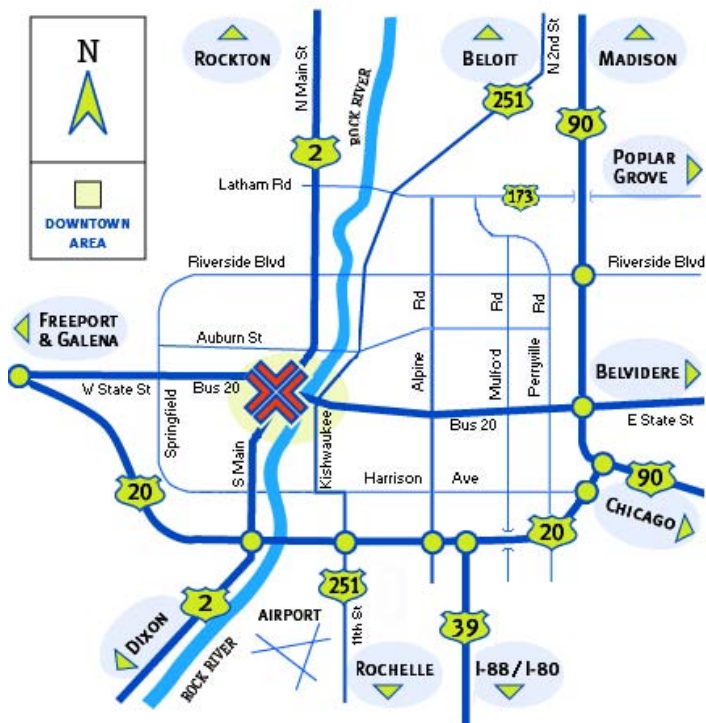 N
DOWNTOWN
AREA
ROCKTON
BELOIT
MADISON
N Main St
ROCK RIVER
N 2nd St
251
90
2
POPLAR
GROVE
Latham Rd
173
Riverside Blvd
Riverside Blvd
FREEPORT
& GALENA
Auburn St
Alpine Rd
Mulford Rd
Perryville Rd
BELVIDERE
W State St
Bus 20
Bus 20
E State St
Springfield
S Main
Kishwaukee
Harrison Ave
20
90
CHICAGO
20
2
DIXON
AIRPORT
251
11th St
39
ROCK RIVER
ROCHELLE
I-88 / I-80